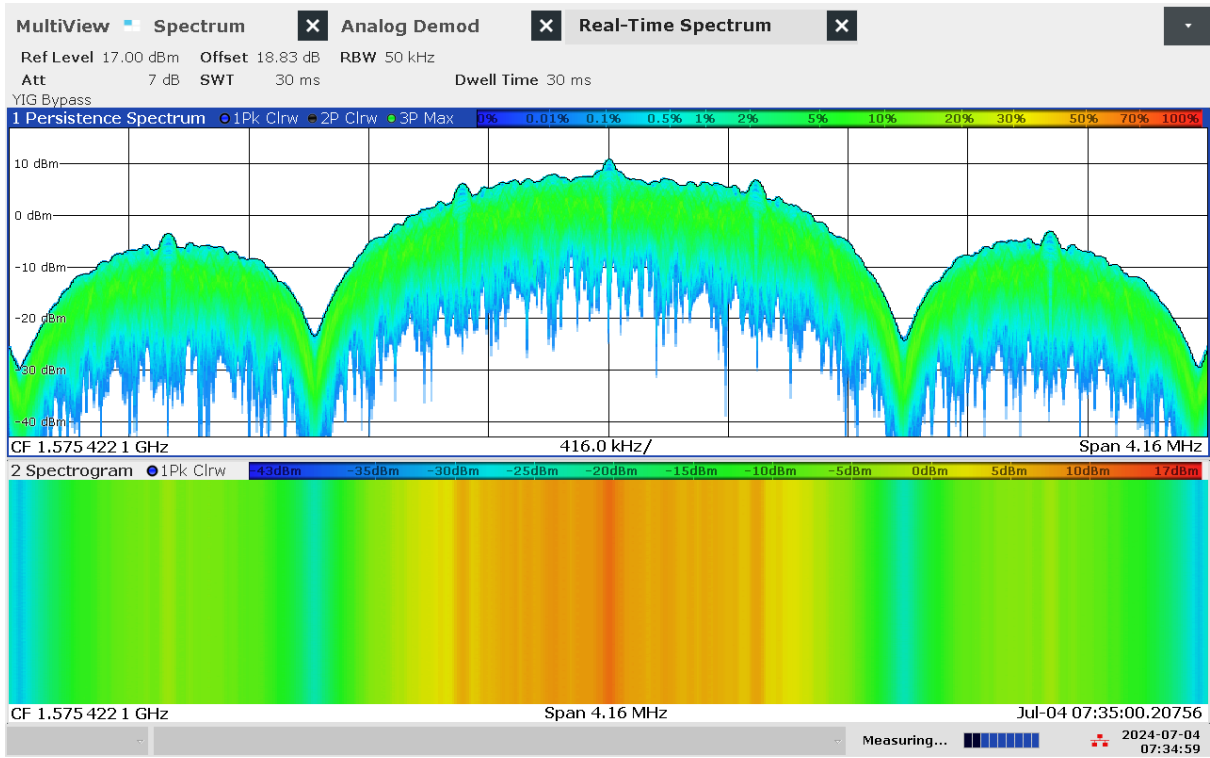 MultiView Spectrum X Analog Demod X Real-Time Spectrum X
Ref Level 17.00 dBm Offset 18.83 dB RBW 50 kHz
Att 7 dB SWT 30 ms Dwell Time 30 ms
YIG Bypass
1 Persistence Spectrum 1Pk Clrw 2P Clrw 3P Max 0% 0.01% 0.1% 0.5% 1% 2% 5% 10% 20% 30% 50% 70% 100%
10 dBm
0 dBm
-10 dBm
-20 dBm
-30 dBm
-40 dBm
CF 1.575 422 1 GHz 416.0 kHz/ Span 4.16 MHz
2 Spectrogram 1Pk Clrw -43dBm -35dBm -30dBm -25dBm -20dBm -15dBm -10dBm -5dBm 0dBm 5dBm 10dBm 17dBm
CF 1.575 422 1 GHz Span 4.16 MHz Jul-04 07:35:00.20756
Measuring... 2024-07-04
07:34:59